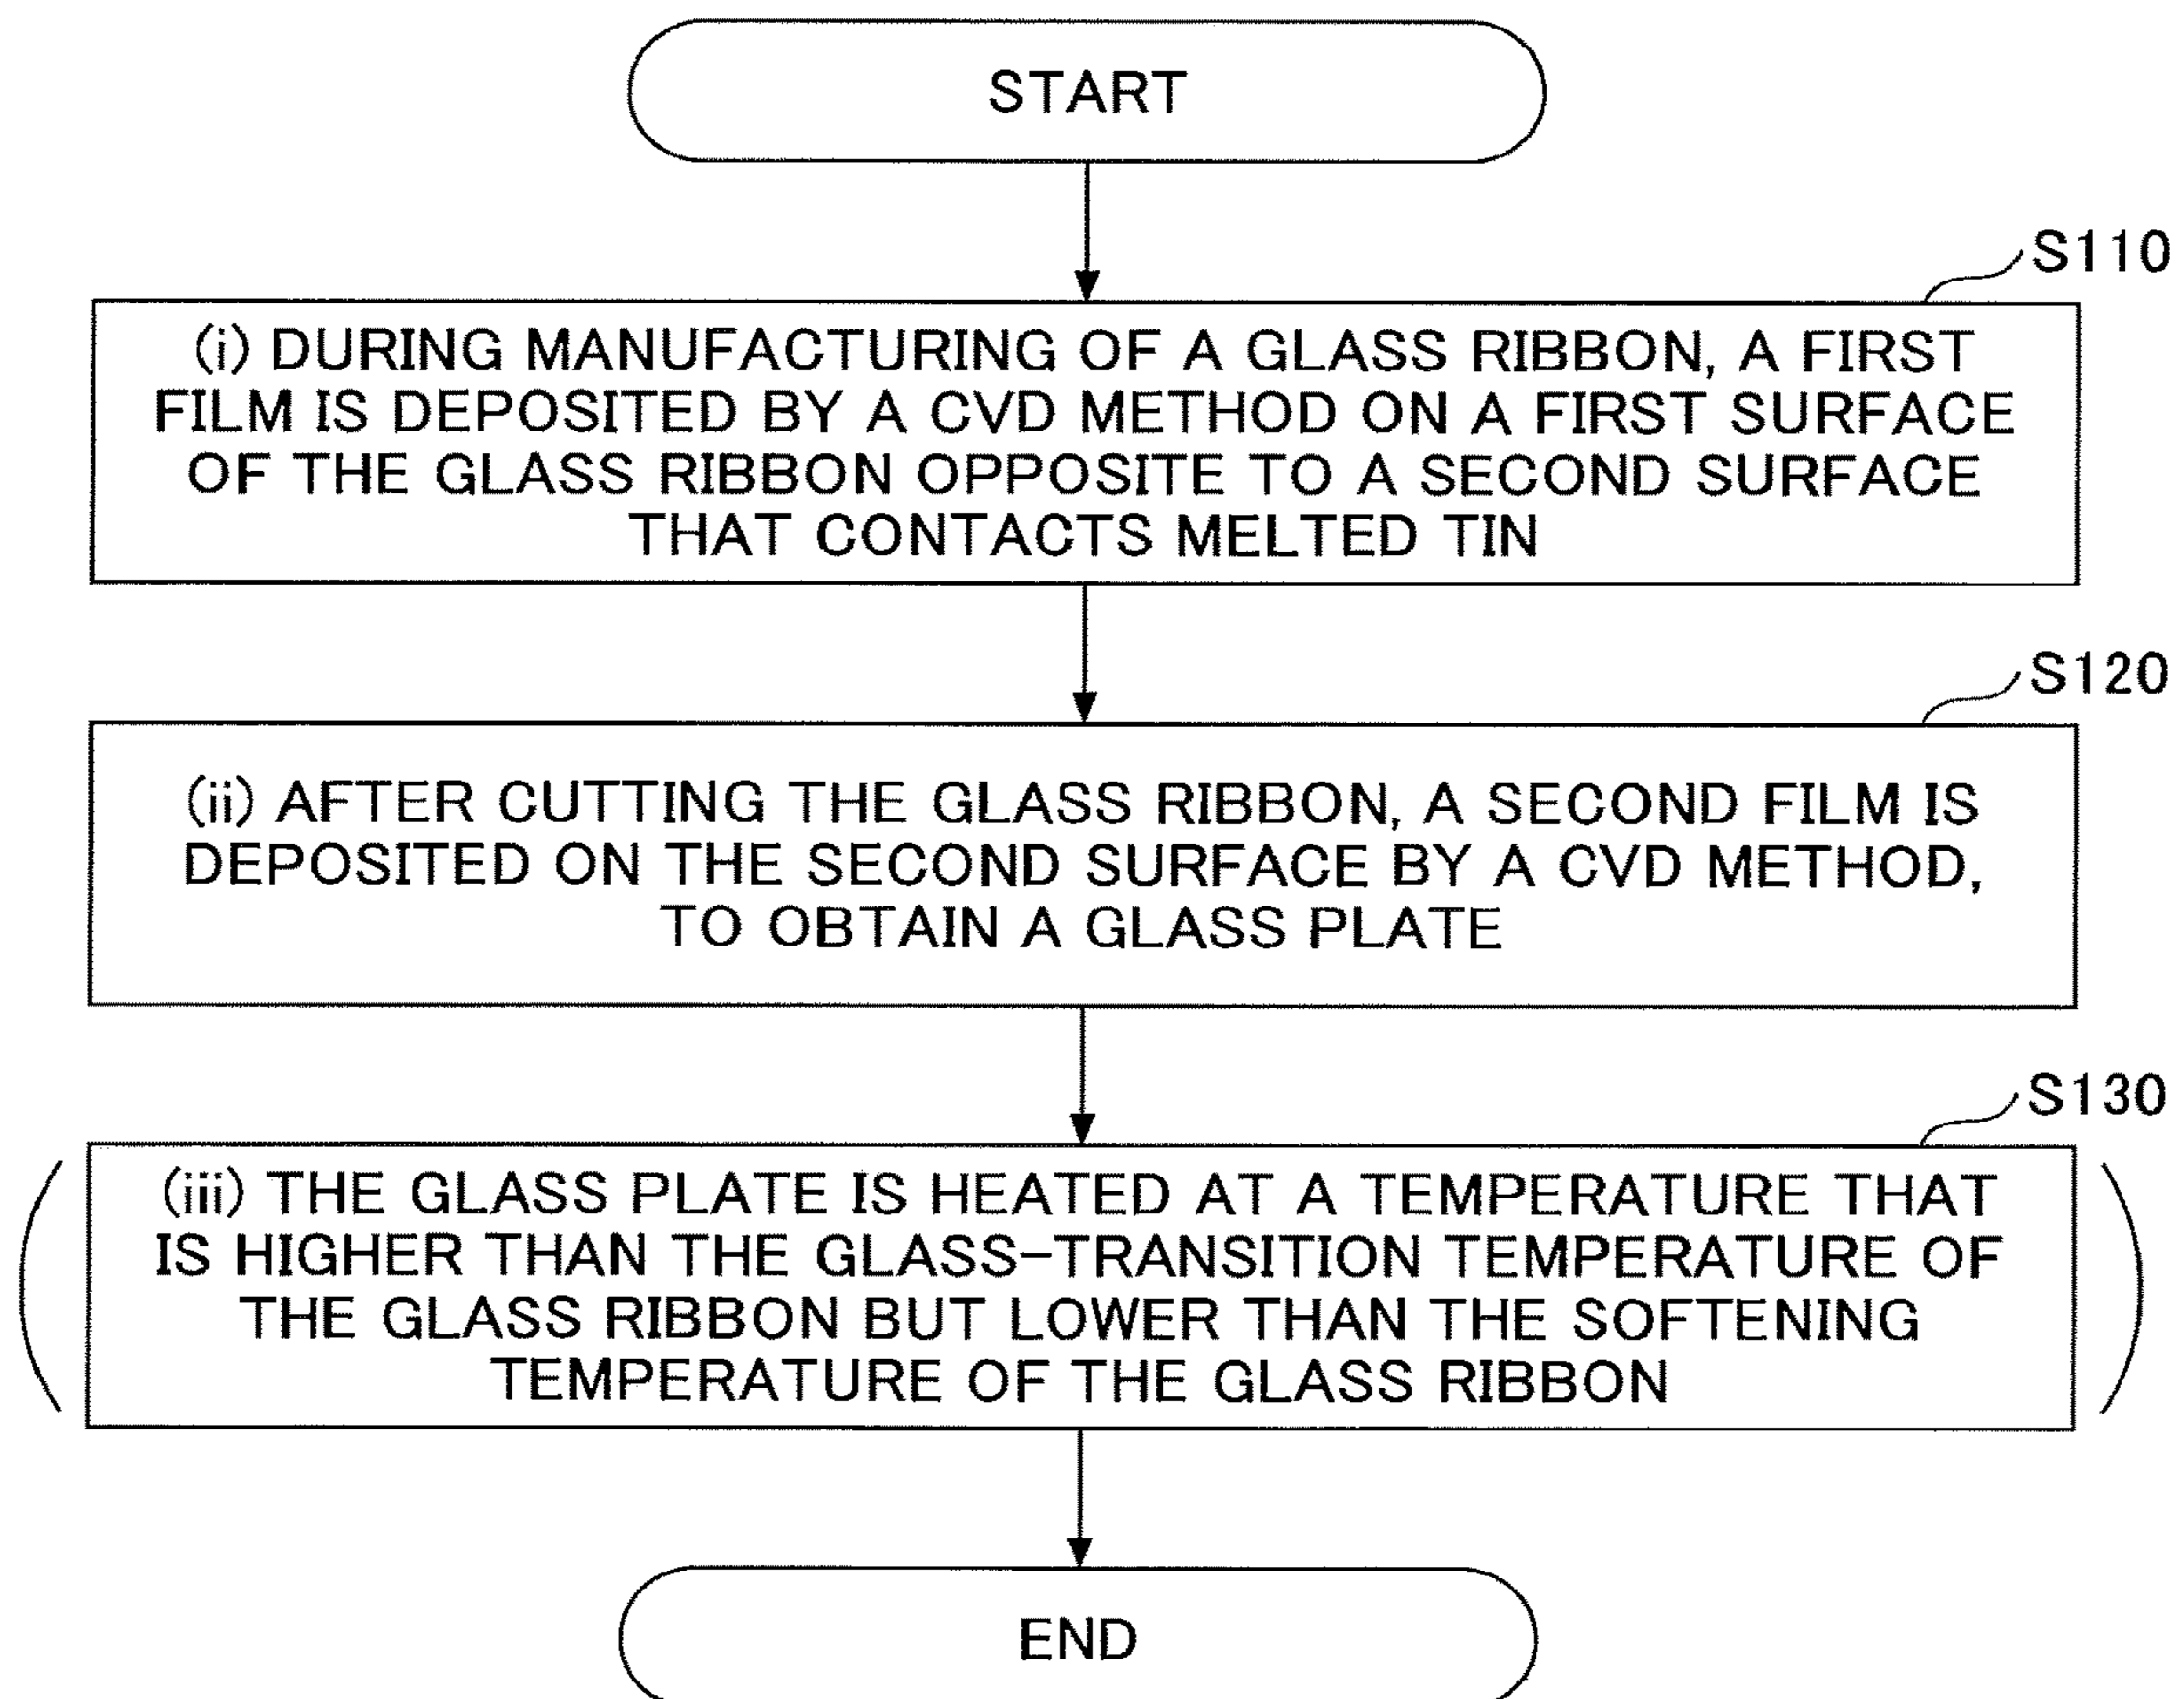 START
S110
(i) DURING MANUFACTURING OF A GLASS RIBBON, A FIRST
FILM IS DEPOSITED BY A CVD METHOD ON A FIRST SURFACE
OF THE GLASS RIBBON OPPOSITE TO A SECOND SURFACE
THAT CONTACTS MELTED TIN
S120
(ii) AFTER CUTTING THE GLASS RIBBON, A SECOND FILM IS
DEPOSITED ON THE SECOND SURFACE BY A CVD METHOD,
TO OBTAIN A GLASS PLATE
S130
(iii) THE GLASS PLATE IS HEATED AT A TEMPERATURE THAT
IS HIGHER THAN THE GLASS-TRANSITION TEMPERATURE OF
THE GLASS RIBBON BUT LOWER THAN THE SOFTENING
TEMPERATURE OF THE GLASS RIBBON
END